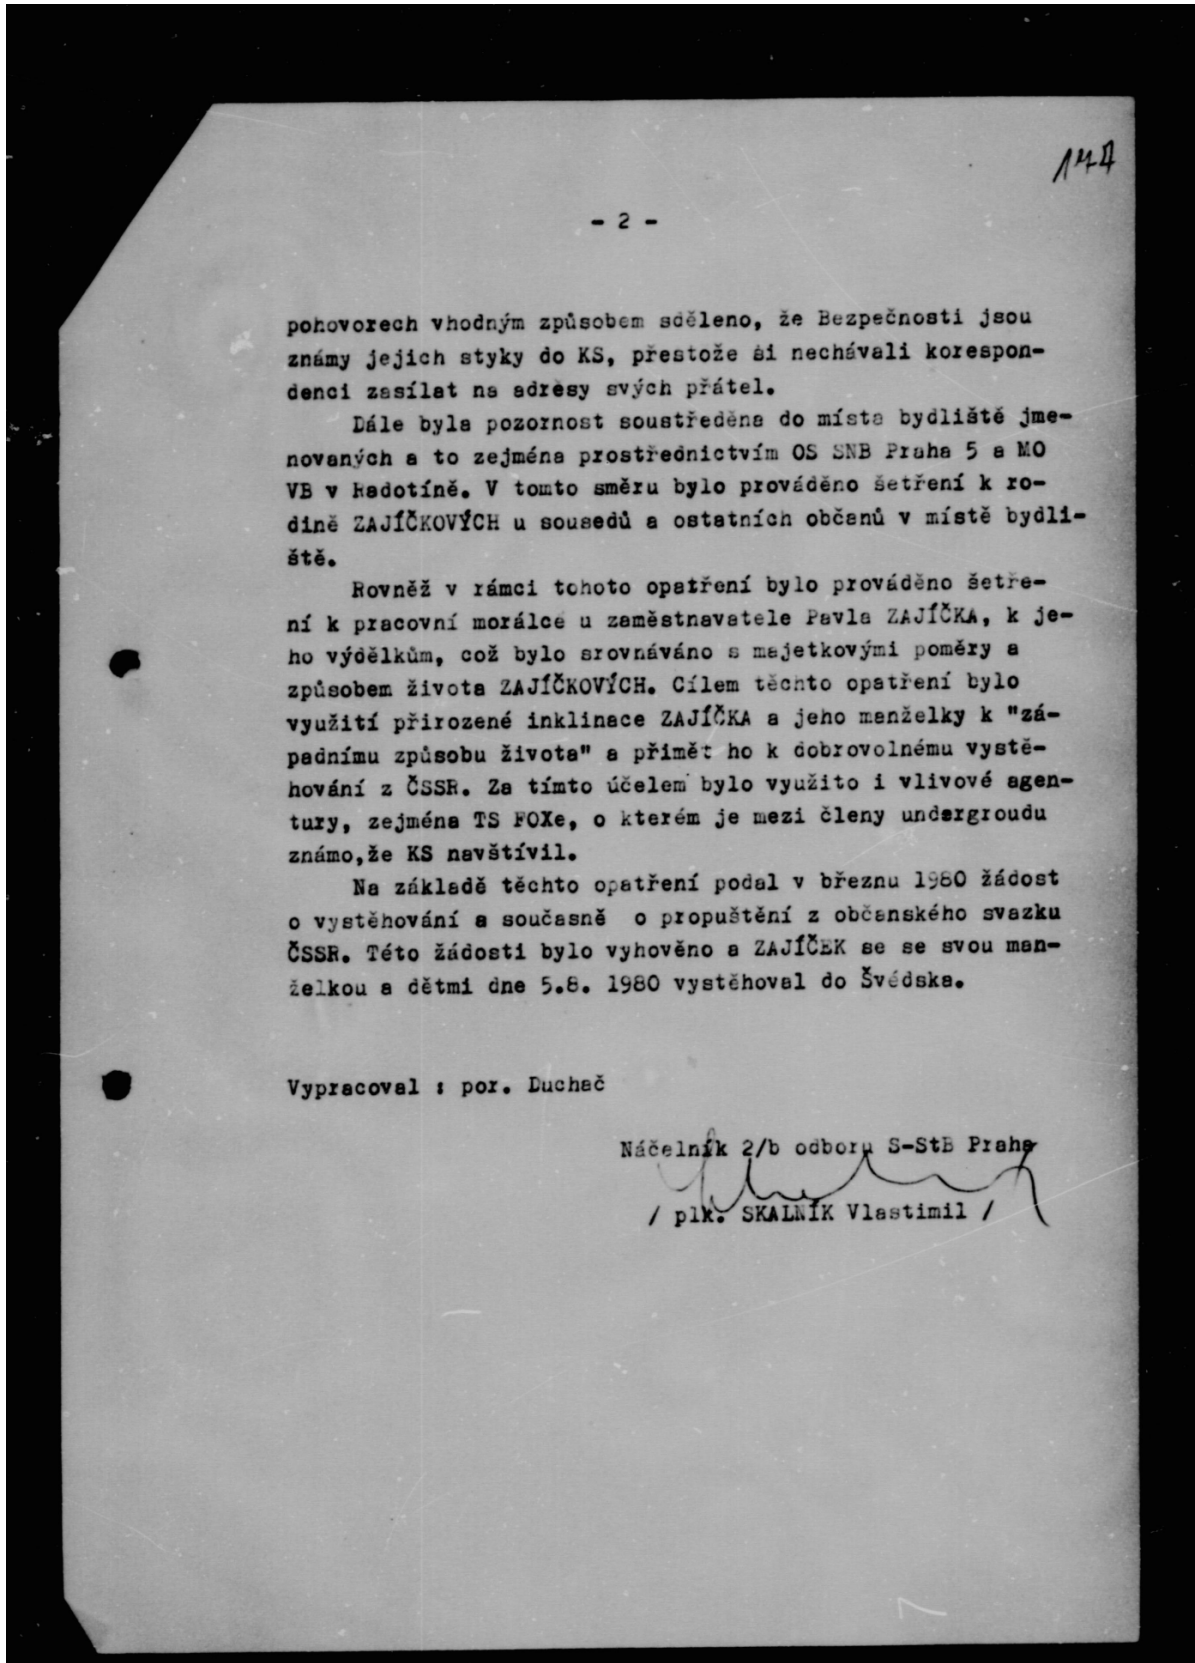 - 2 -
pohovorech vhodným způsobem sděleno, že Bezpečnosti jsou
známy jejich styky do KS, přestože si nechávali korespon-
denci zasílat na adresy svých přátel.
Dále byla pozornost soustředěna do místa bydliště jme-
novaných a to zejména prostřednictvím OS SNB Praha 5 a MO
VB v Radotíně. V tomto směru bylo prováděno šetření k ro-
dině ZAJÍČKOVÝCH u sousedů a ostatních občanů v místě bydli-
ště.
Rovněž v rámci tohoto opatření bylo prováděno šetře-
ní k pracovní morálce u zaměstnavatele Pavla ZAJÍČKA, k je-
ho výdělkům, což bylo srovnáváno s majetkovými poměry a
způsobem života ZAJÍČKOVÝCH. Cílem těchto opatření bylo
využití přirozené inklinace ZAJÍČKA a jeho manželky k "zá-
padnímu způsobu života" a přimět ho k dobrovolnému vystě-
hování z ČSSR. Za tímto účelem bylo využito i vlivové agen-
tury, zejména TS FOXe, o kterém je mezi členy undergroudu
známo,že KS navštívil.
Na základě těchto opatření podal v březnu 1980 žádost
o vystěhování a současně o propuštění z občanského svazku
ČSSR. Této žádosti bylo vyhověno a ZAJÍČEK se se svou man-
želkou a dětmi dne 5.8. 1980 vystěhoval do Švédska.
Vypracoval : por. Duchač
Náčelník 2/b odboru S-StB Praha
/ plk. SKALNÍK Vlastimil /